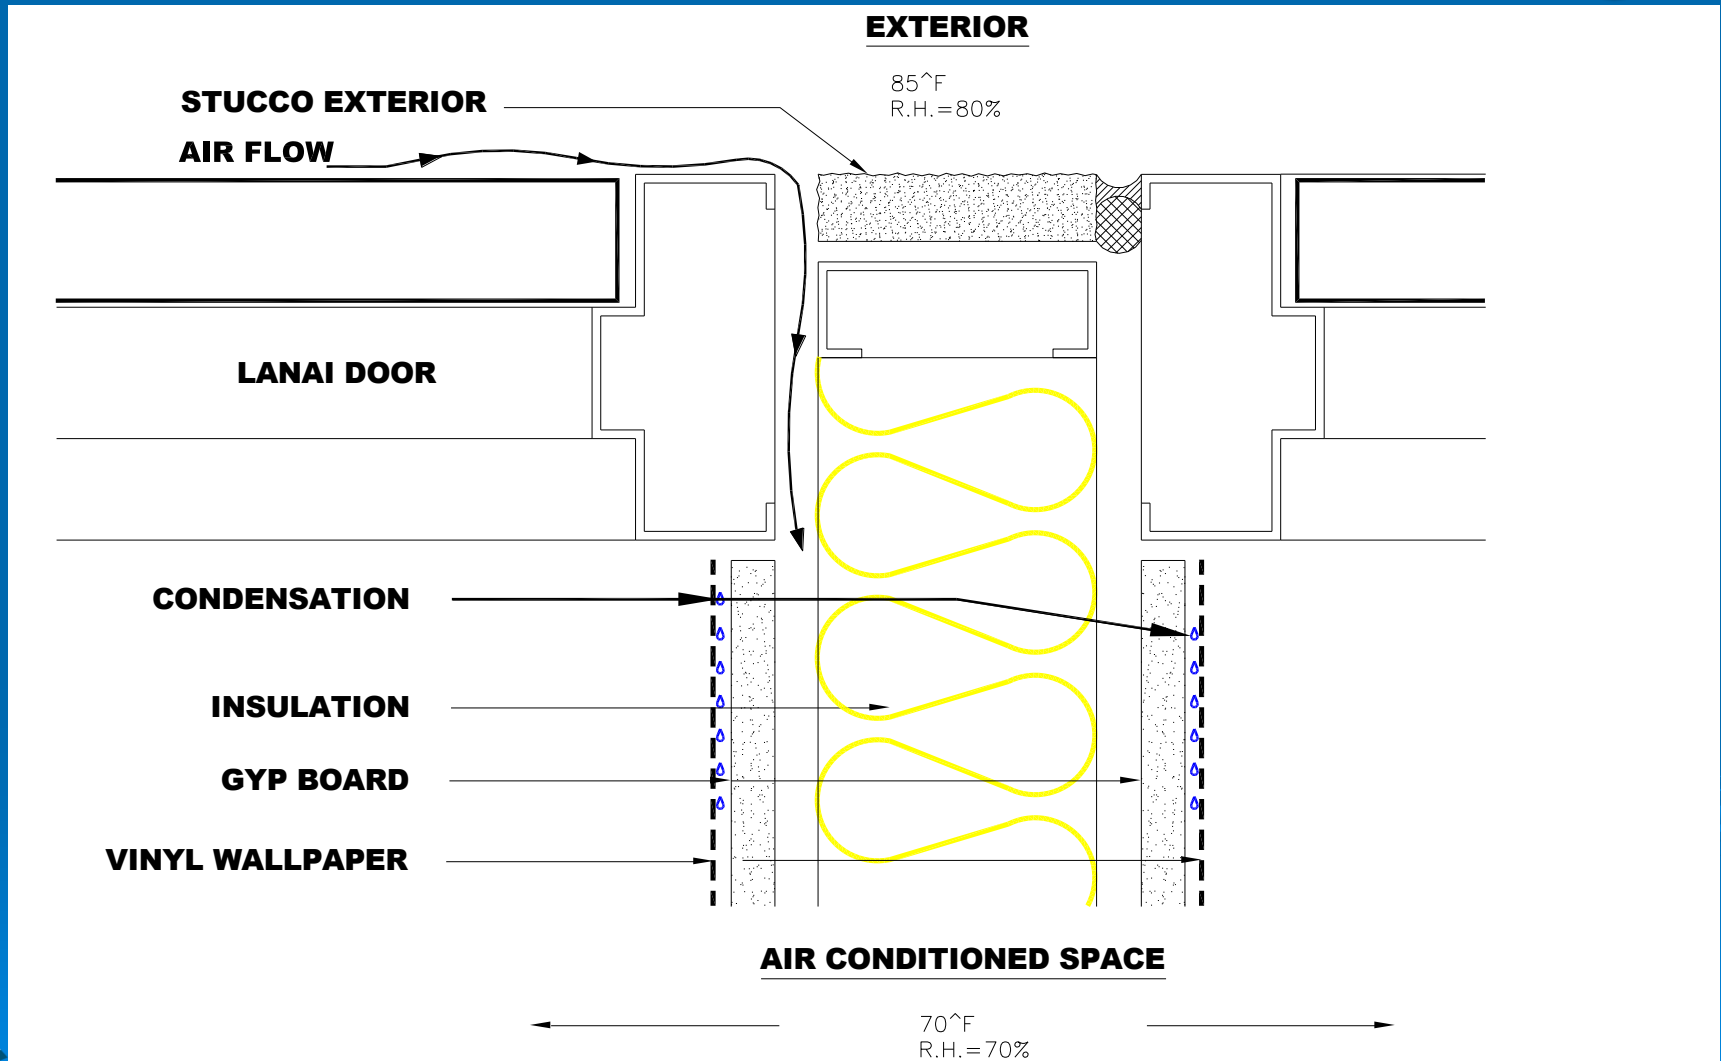 EXTERIOR
85^F
R.H.=80%
STUCCO EXTERIOR
AIR FLOW
LANAI DOOR
CONDENSATION
INSULATION
GYP BOARD
VINYL WALLPAPER
AIR CONDITIONED SPACE
70^F
R.H.=70%